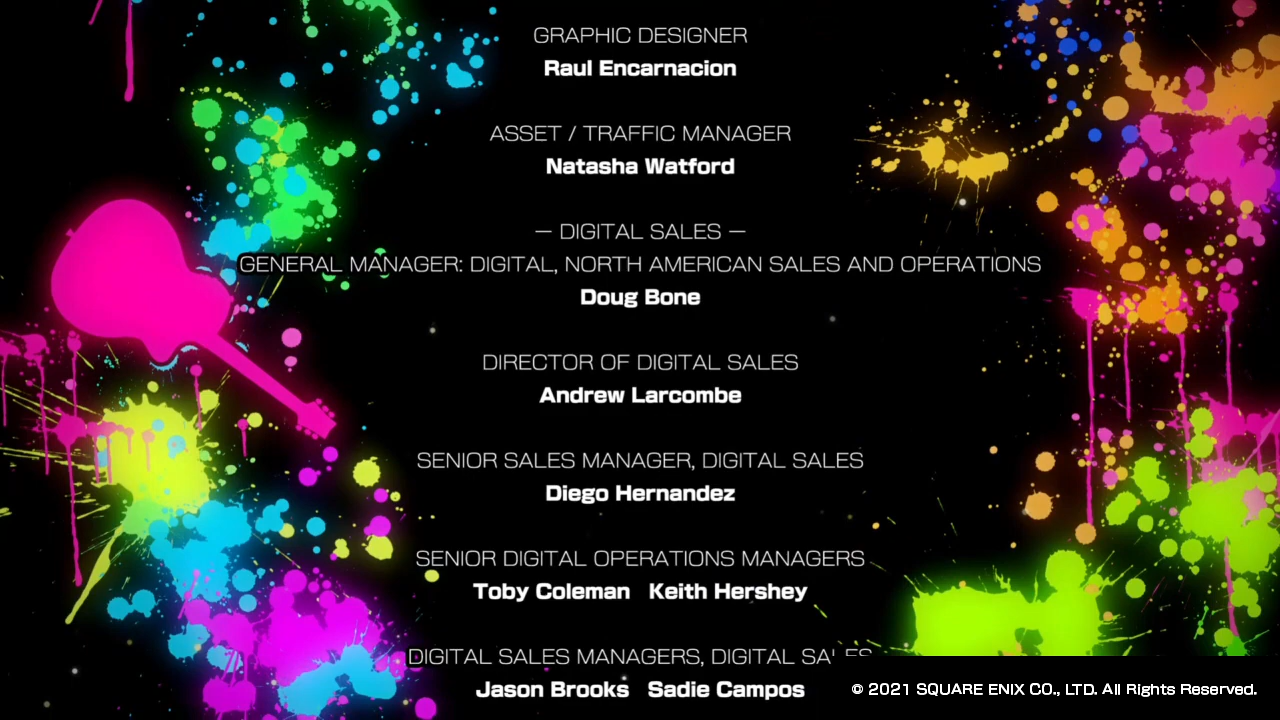 GRAPHIC DESIGNER
Raul Encarnacion
ASSET / TRAFFIC MANAGER
Natasha Watford
— DIGITAL SALES —
GENERAL MANAGER: DIGITAL, NORTH AMERICAN SALES AND OPERATIONS
Doug Bone
DIRECTOR OF DIGITAL SALES
Andrew Larcombe
SENIOR SALES MANAGER, DIGITAL SALES
Diego Hernandez
SENIOR DIGITAL OPERATIONS MANAGERS
Toby Coleman Keith Hershey
DIGITAL SALES MANAGERS, DIGITAL SALES
Jason Brooks Sadie Campos
© 2021 SQUARE ENIX CO., LTD. All Rights Reserved.